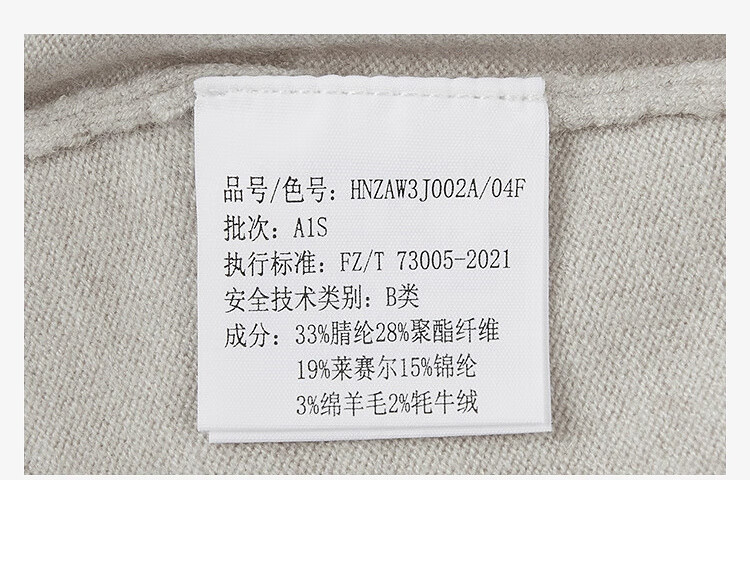 品号/色号: HNZAW3J002A/04F
批次: A1S
执行标准: FZ/T 73005-2021
安全技术类别: B类
成分: 33%腈纶28%聚酯纤维
19%莱赛尔15%锦纶
3%绵羊毛2%牦牛绒